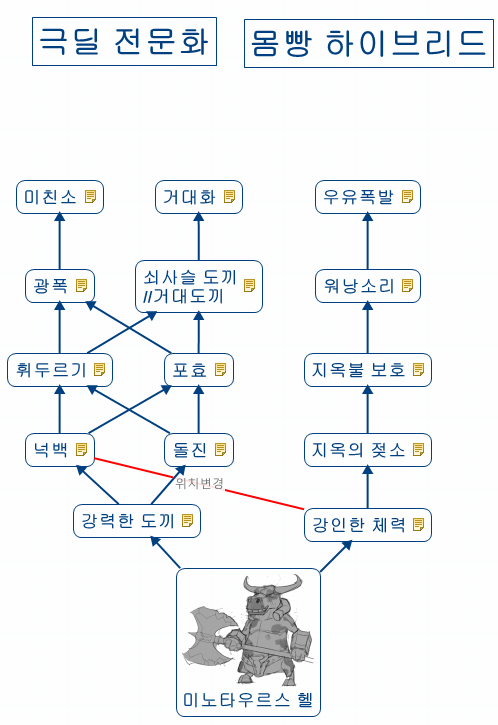 극딜 전문화
몸빵 하이브리드
미친소
거대화
우유폭발
광폭
쇠사슬 도끼
//거대도끼
워낭소리
휘두르기
포효
지옥불 보호
넉백
돌진
지옥의 젖소
위차변경
강력한 도끼
강인한 체력
미노타우르스 헬